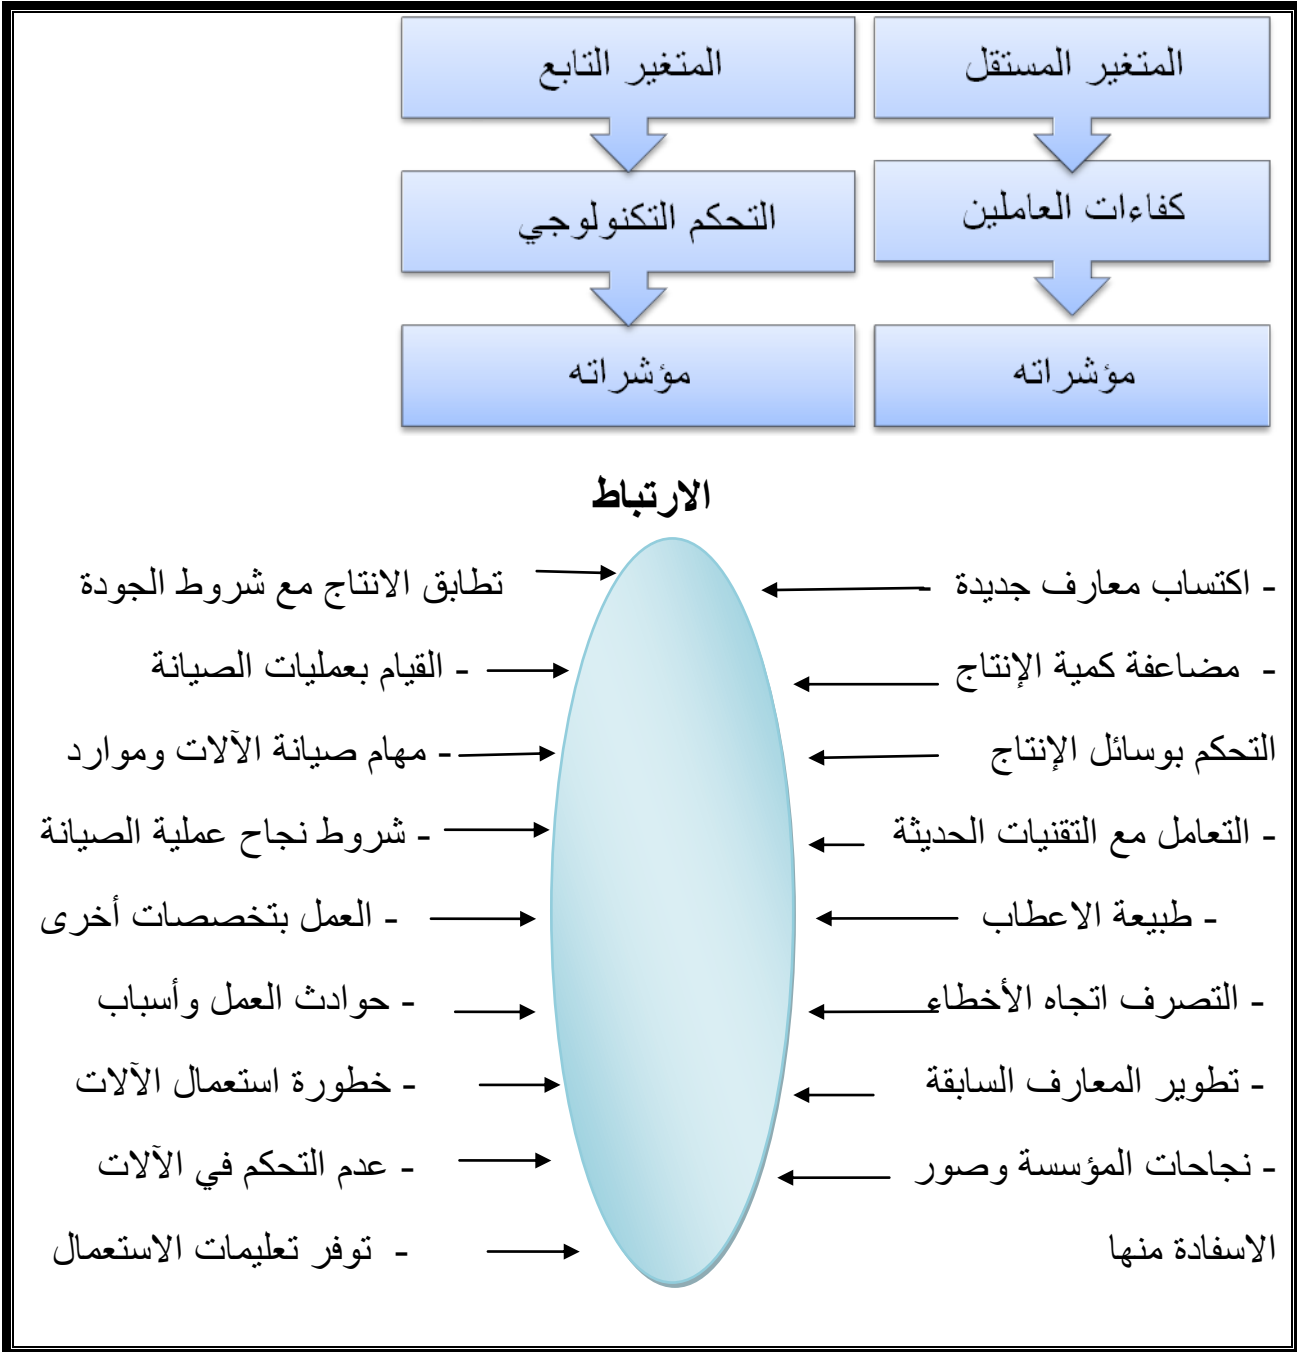 المتغير المستقل
المتغير التابع
كفاءات العاملين
التحكم التكنولوجي
مؤشراته
مؤشراته
الارتباط
- اكتساب معارف جديدة -
تطابق الانتاج مع شروط الجودة
- مضاعفة كمية الإنتاج
- القيام بعمليات الصيانة
التحكم بوسائل الإنتاج
- مهام صيانة الآلات وموارد
- التعامل مع التقنيات الحديثة
- شروط نجاح عملية الصيانة
- طبيعة الاعطاب
- العمل بتخصصات أخرى
- التصرف اتجاه الأخطاء
- حوادث العمل وأسباب
- تطوير المعارف السابقة
- خطورة استعمال الآلات
- نجاحات المؤسسة وصور
- عدم التحكم في الآلات
الاسفادة منها
- توفر تعليمات الاستعمال